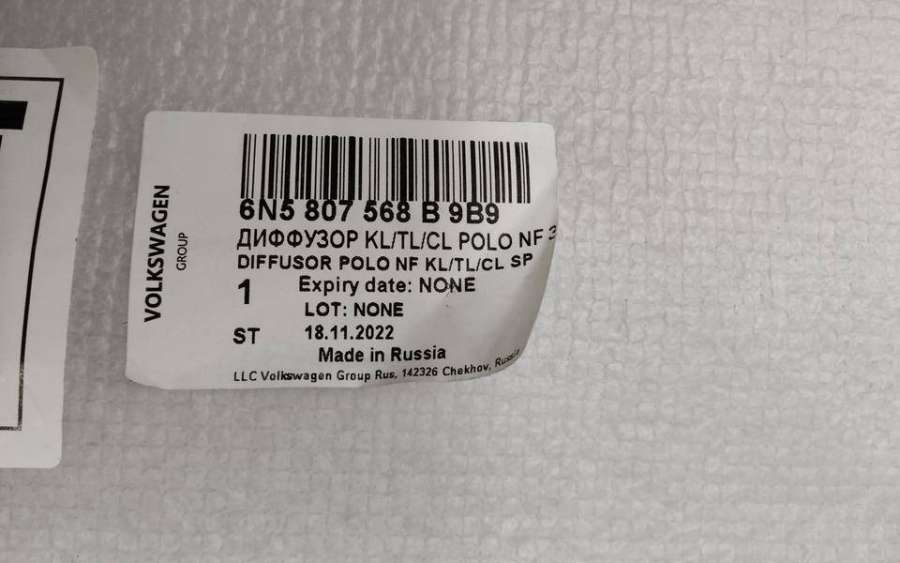 VOLKSWAGEN
GROUP
6N5 807 568 B 9B9
ДИФФУЗОР KL/TL/CL POLO NF
DIFFUSOR POLO NF KL/TL/CL SP
1 Expiry date: NONE
LOT: NONE
ST 18.11.2022
Made in Russia
LLC Volkswagen Group Rus, 142326 Chekhov, Russia